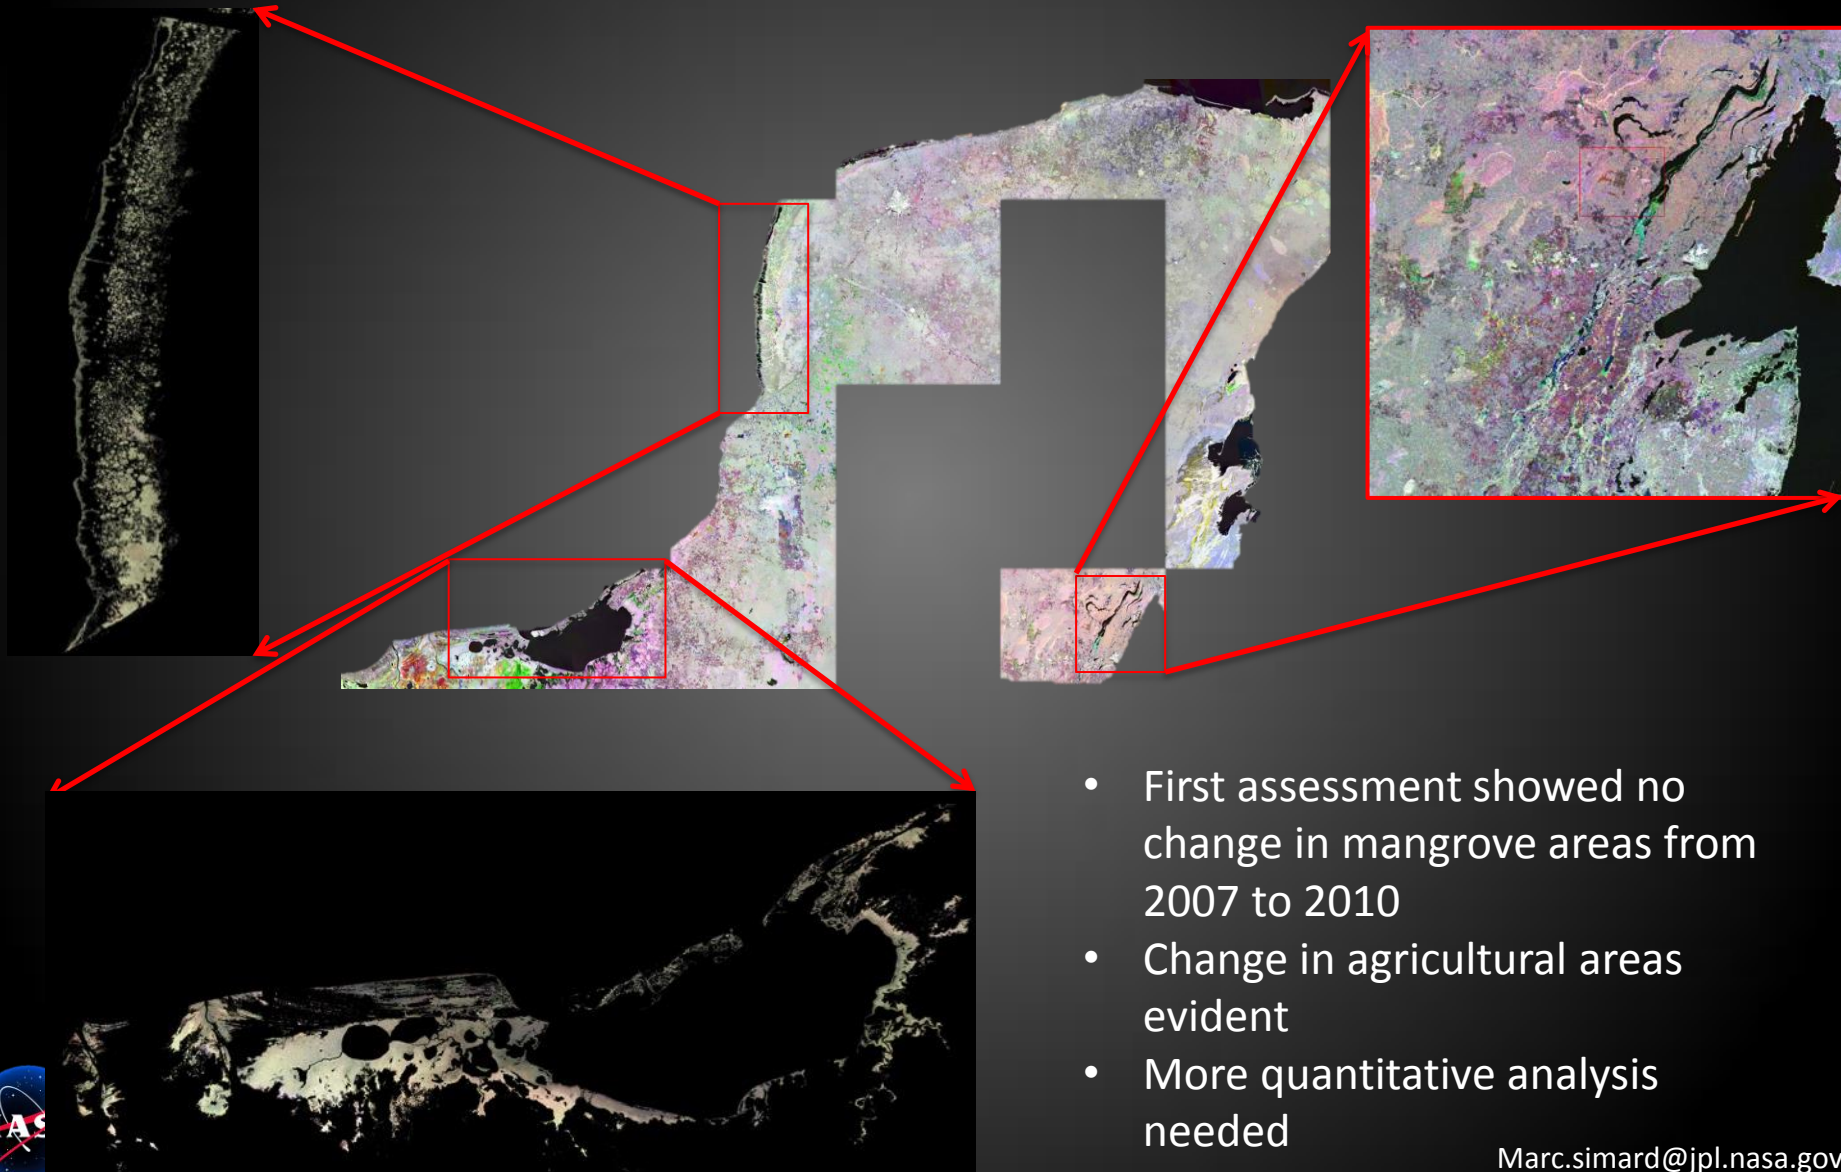 • First assessment showed no
change in mangrove areas from
2007 to 2010
• Change in agricultural areas
evident
• More quantitative analysis
needed
Marc.simard@jpl.nasa.gov